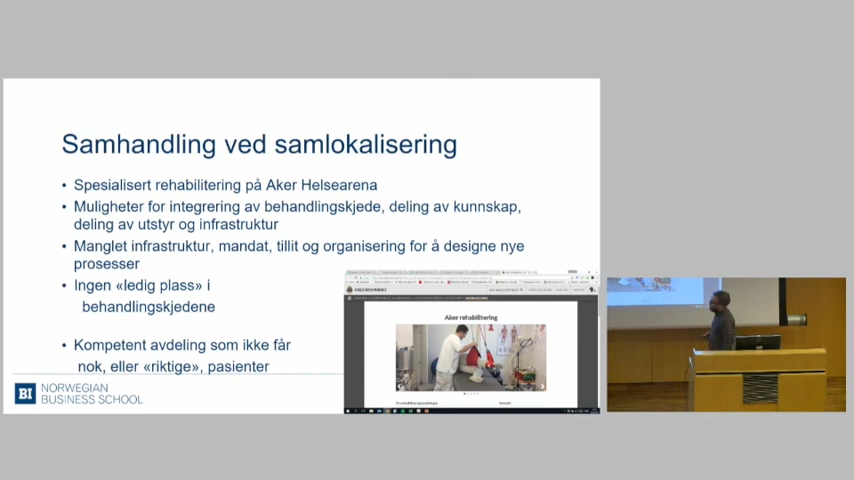 Samhandling ved samlokalisering
• Spesialisert rehabilitering på Aker Helsearena
• Muligheter for integrering av behandlingskjede, deling av kunnskap,
deling av utstyr og infrastruktur
• Manglet infrastruktur, mandat, tillit og organisering for å designe nye
prosesser
• Ingen «ledig plass» i
behandlingskjedene
• Kompetent avdeling som ikke får
nok, eller «riktige», pasienter
Aker rehabilitering
BI NORWEGIAN
BUSINESS SCHOOL